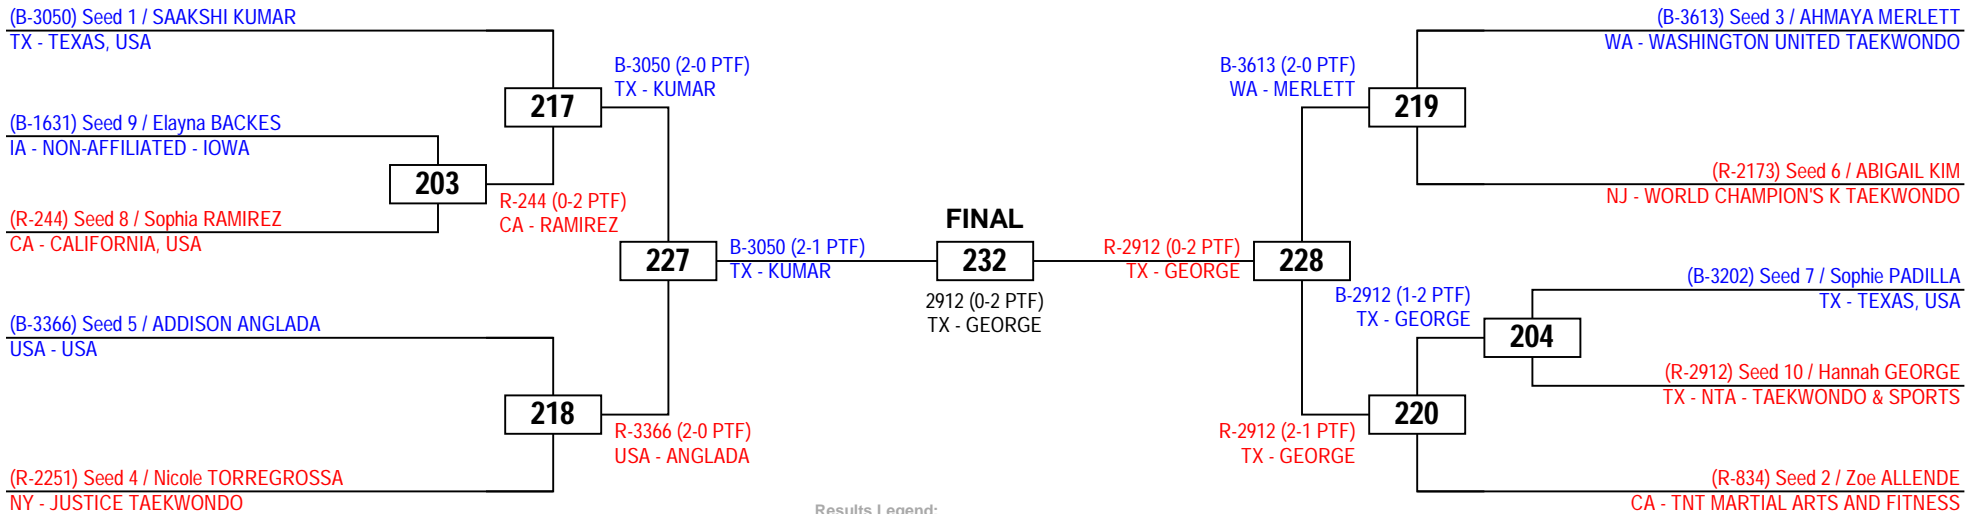 (B-3050) Seed 1 / SAAKSHI KUMAR
TX - TEXAS, USA
B-3050 (2-0 PTF)
TX - KUMAR
217
(B-1631) Seed 9 / Elayna BACKES
IA - NON-AFFILIATED - IOWA
203
R-244 (0-2 PTF)
CA - RAMIREZ
(R-244) Seed 8 / Sophia RAMIREZ
CA - CALIFORNIA, USA
227
B-3050 (2-1 PTF)
TX - KUMAR
(B-3366) Seed 5 / ADDISON ANGLADA
USA - USA
218
R-3366 (2-0 PTF)
USA - ANGLADA
(R-2251) Seed 4 / Nicole TORREGROSSA
NY - JUSTICE TAEKWONDO
FINAL
232
2912 (0-2 PTF)
TX - GEORGE
(B-3613) Seed 3 / AHMAYA MERLETT
WA - WASHINGTON UNITED TAEKWONDO
B-3613 (2-0 PTF)
WA - MERLETT
219
(R-2173) Seed 6 / ABIGAIL KIM
NJ - WORLD CHAMPION'S K TAEKWONDO
R-2912 (0-2 PTF)
TX - GEORGE
228
(B-3202) Seed 7 / Sophie PADILLA
TX - TEXAS, USA
B-2912 (1-2 PTF)
TX - GEORGE
204
(R-2912) Seed 10 / Hannah GEORGE
TX - NTA - TAEKWONDO & SPORTS
220
R-2912 (2-1 PTF)
TX - GEORGE
(R-834) Seed 2 / Zoe ALLENDE
CA - TNT MARTIAL ARTS AND FITNESS
Results Legend: